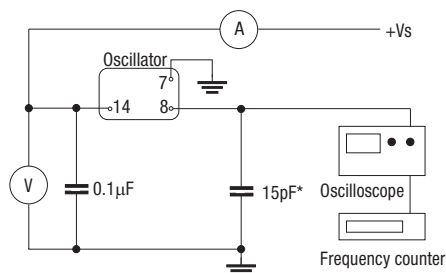 A
+Vs
Oscillator
7
14
8
V
0.1μF
15pF*
Oscilloscope
Frequency counter